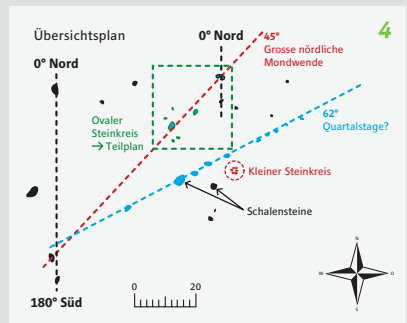 Übersichtsplan
0° Nord
4
45°
Grosse nördliche
Mondwende
0° Nord
62°
Quartalstage?
Ovaler
Steinkreis
→ Teilplan
Kleiner Steinkreis
Schalensteine
N
W
O
S
0
20
180° Süd